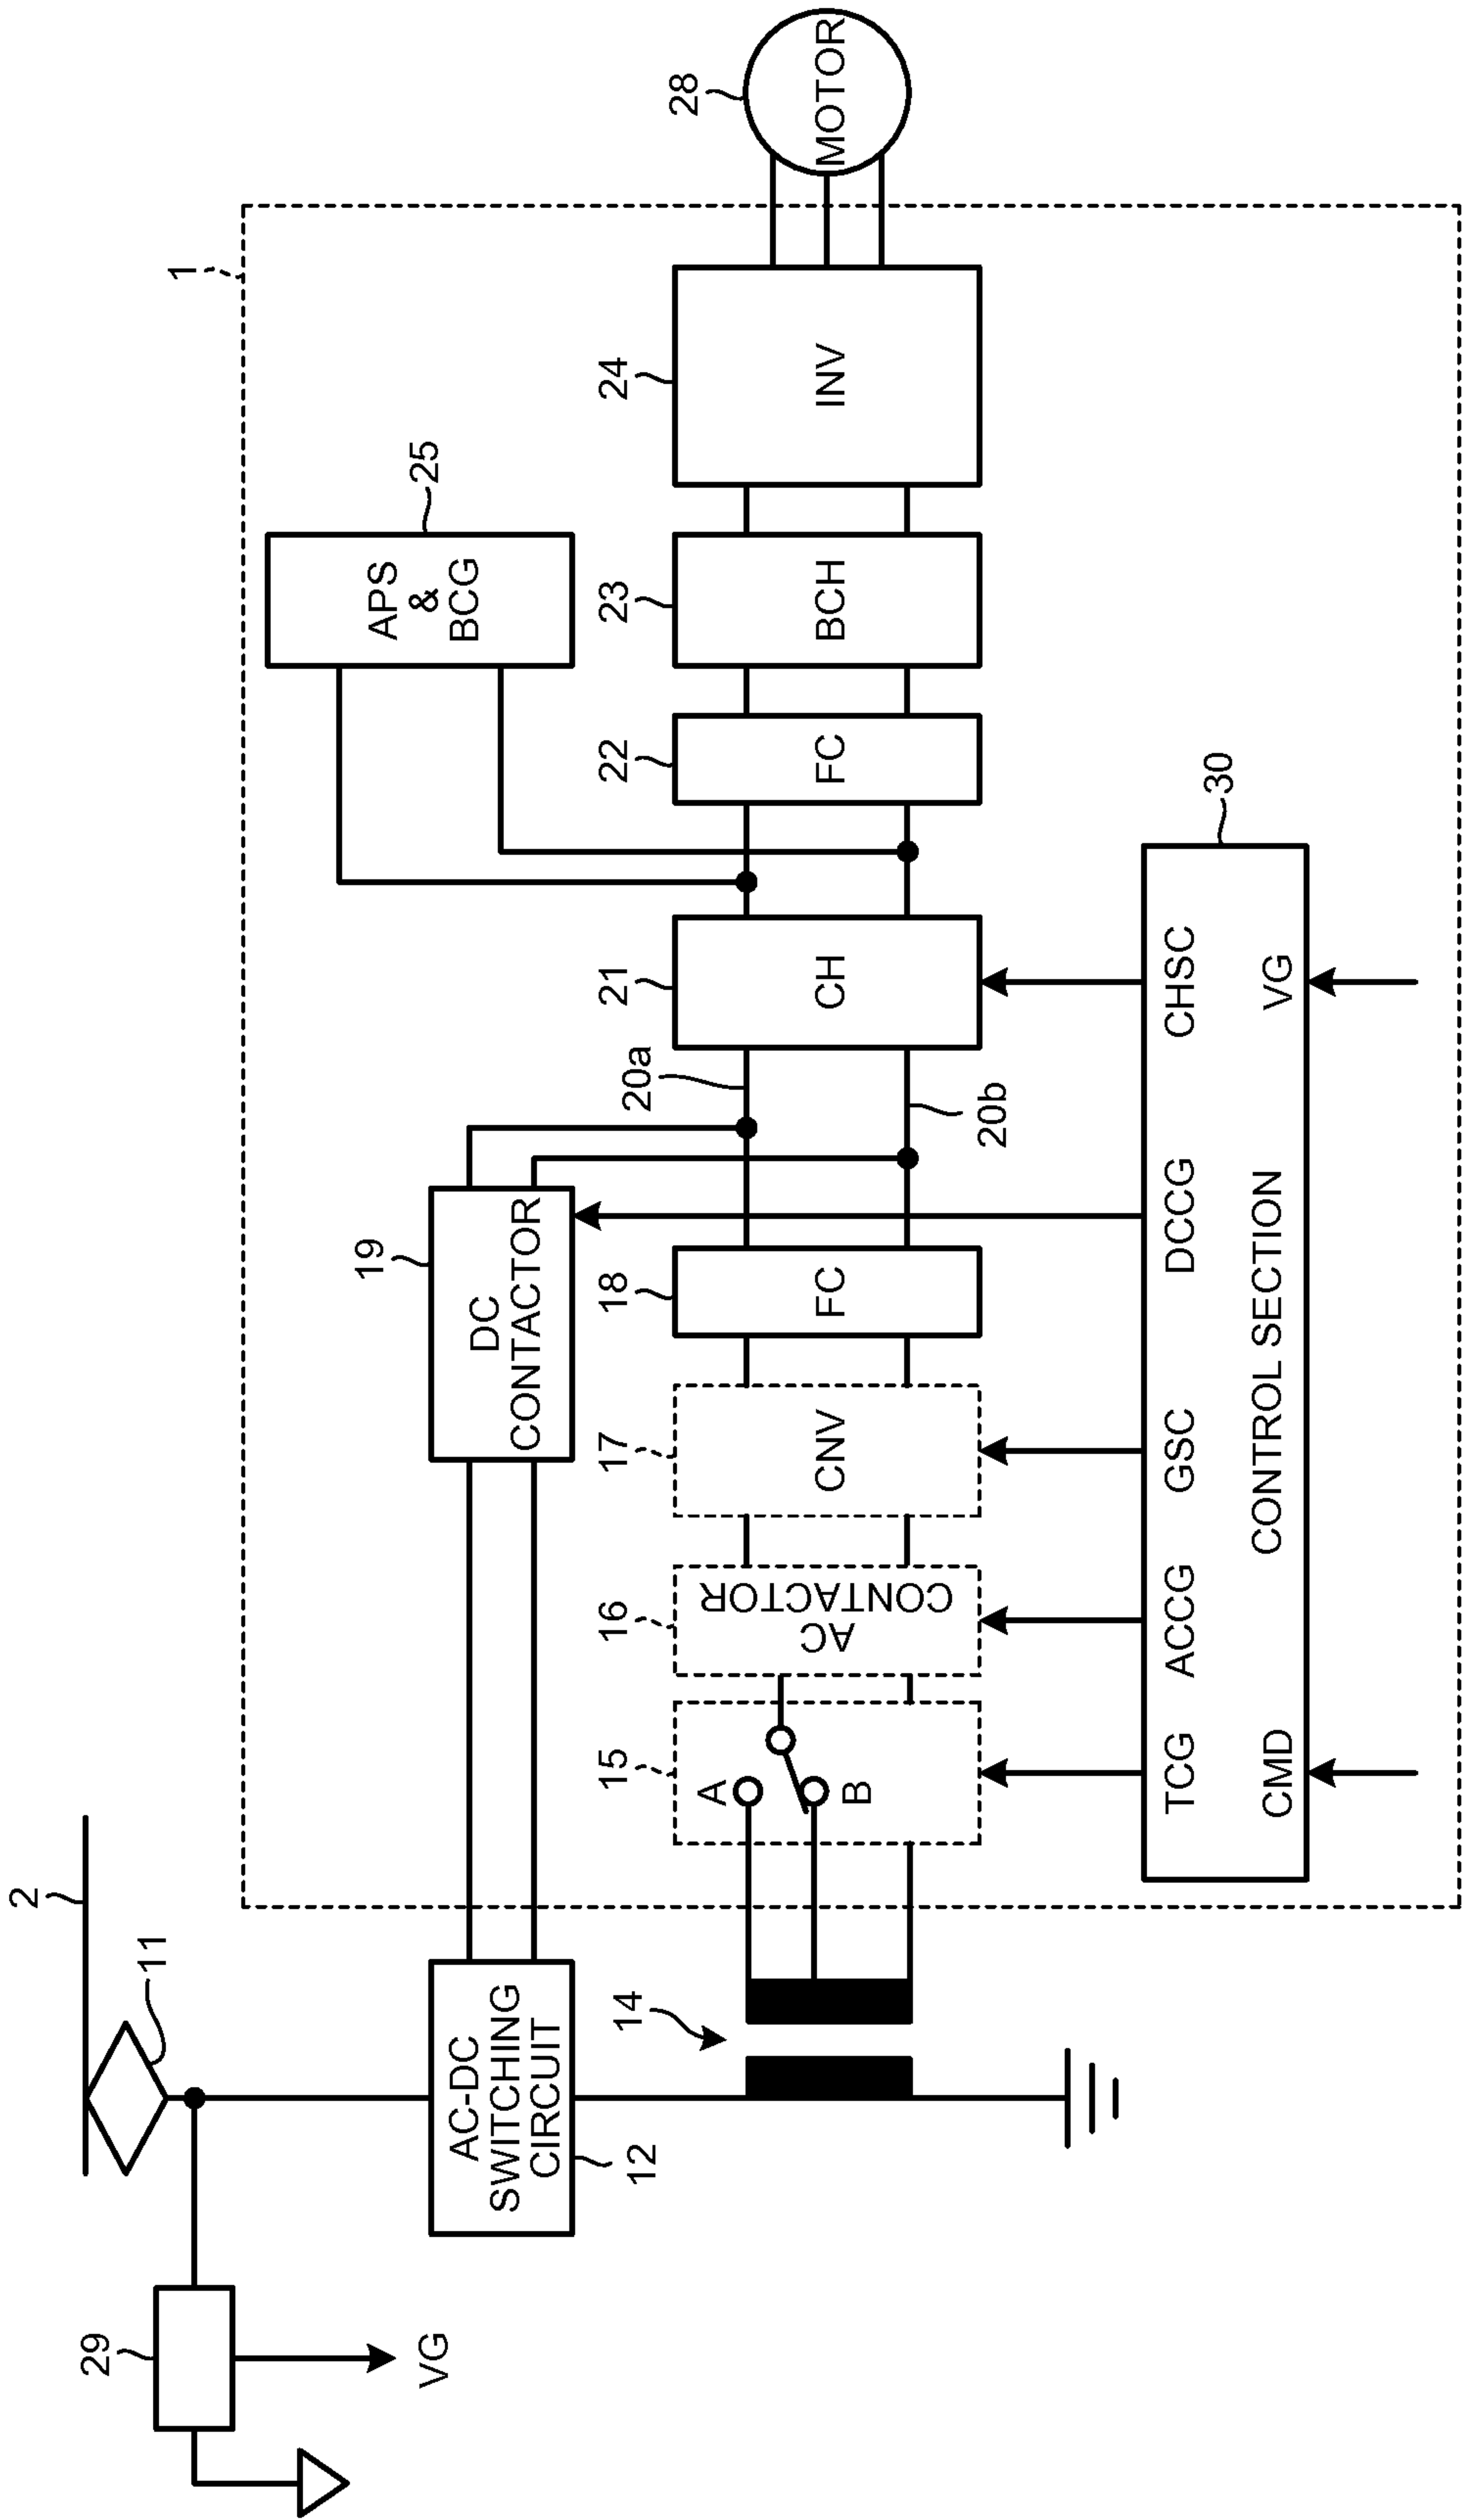 1
2
11
29
VG
AC-DC
SWITCHING
CIRCUIT
12
14
19
DC
CONTACTOR
APS
&
BCG
25
15
A
B
16
AC
CONTACTOR
17
CNV
18
FC
20a
20b
21
CH
22
FC
23
BCH
24
INV
28
MOTOR
30
TCG ACCG GSC DCCG CHSC
CONTROL SECTION
CMD VG